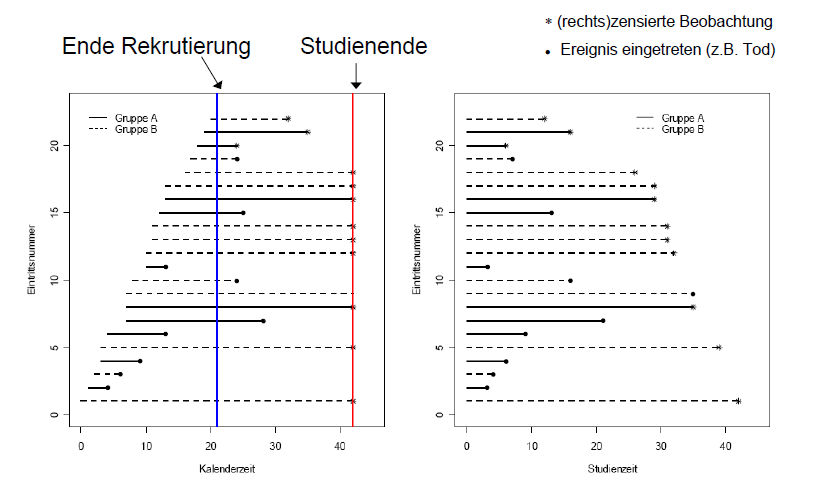 * (rechts)zensierte Beobachtung
• Ereignis eingetreten (z.B. Tod)
Ende Rekrutierung
Studienende
Gruppe A
Gruppe B
Eintrittsnummer
20
15
10
5
0
0 10 20 30 40
Kalenderzeit
Gruppe A
Gruppe B
Eintrittsnummer
20
15
10
5
0
0 10 20 30 40
Studienzeit